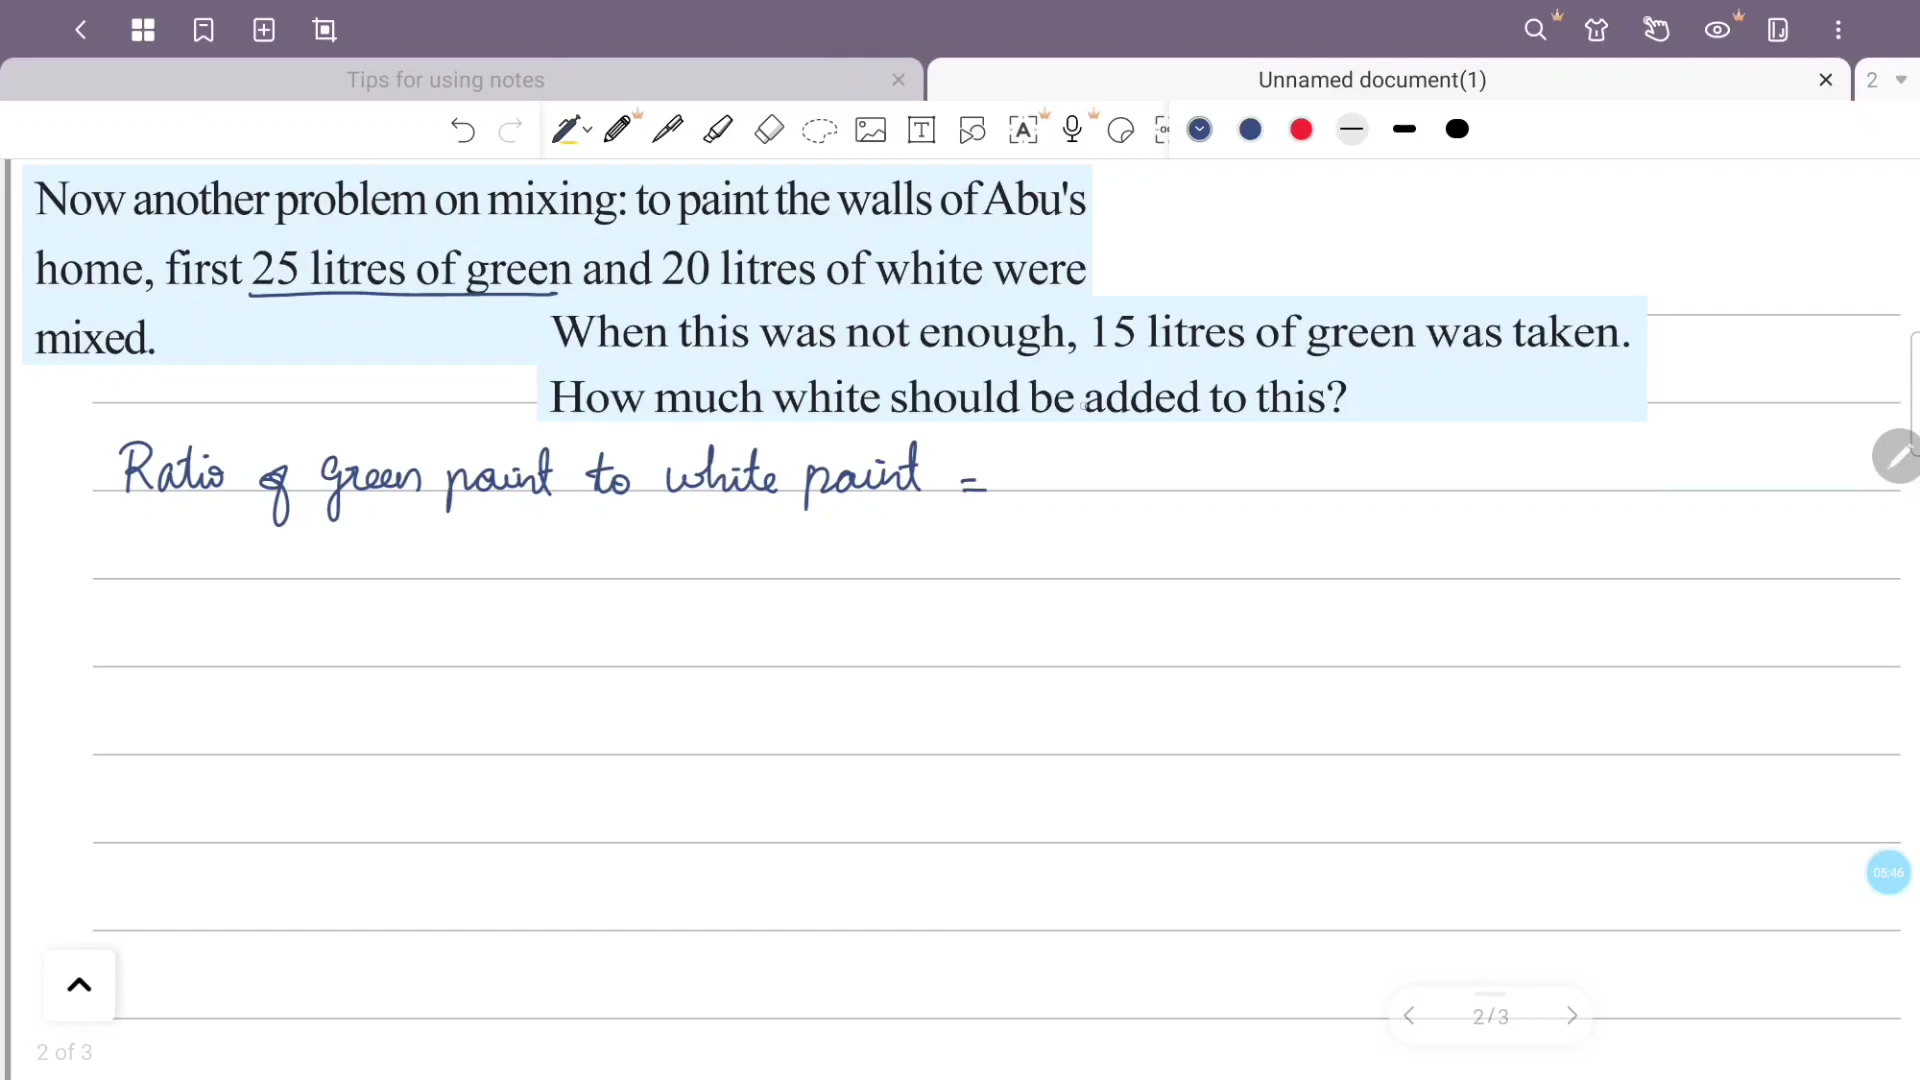 Tips for using notes
Unnamed document(1)
2
Now another problem on mixing: to paint the walls of Abu's
home, first 25 litres of green and 20 litres of white were
mixed.
When this was not enough, 15 litres of green was taken.
How much white should be added to this?
Ratio of green paint to white paint =
05:46
2/3
2 of 3